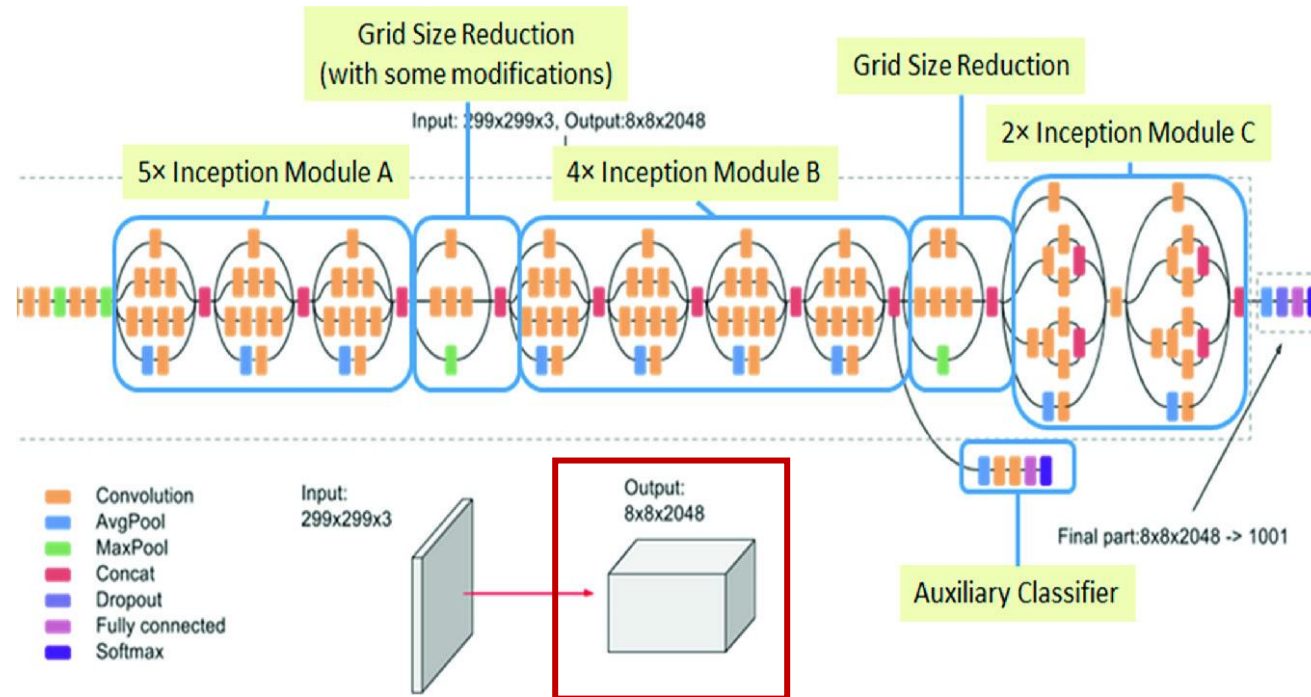 Grid Size Reduction
(with some modifications)
Grid Size Reduction
Input: 299x299x3, Output:8x8x2048
2× Inception Module C
5× Inception Module A
4× Inception Module B
Convolution
AvgPool
MaxPool
Concat
Dropout
Fully connected
Softmax
Input:
299x299x3
Output:
8x8x2048
Final part:8x8x2048 -> 1001
Auxiliary Classifier